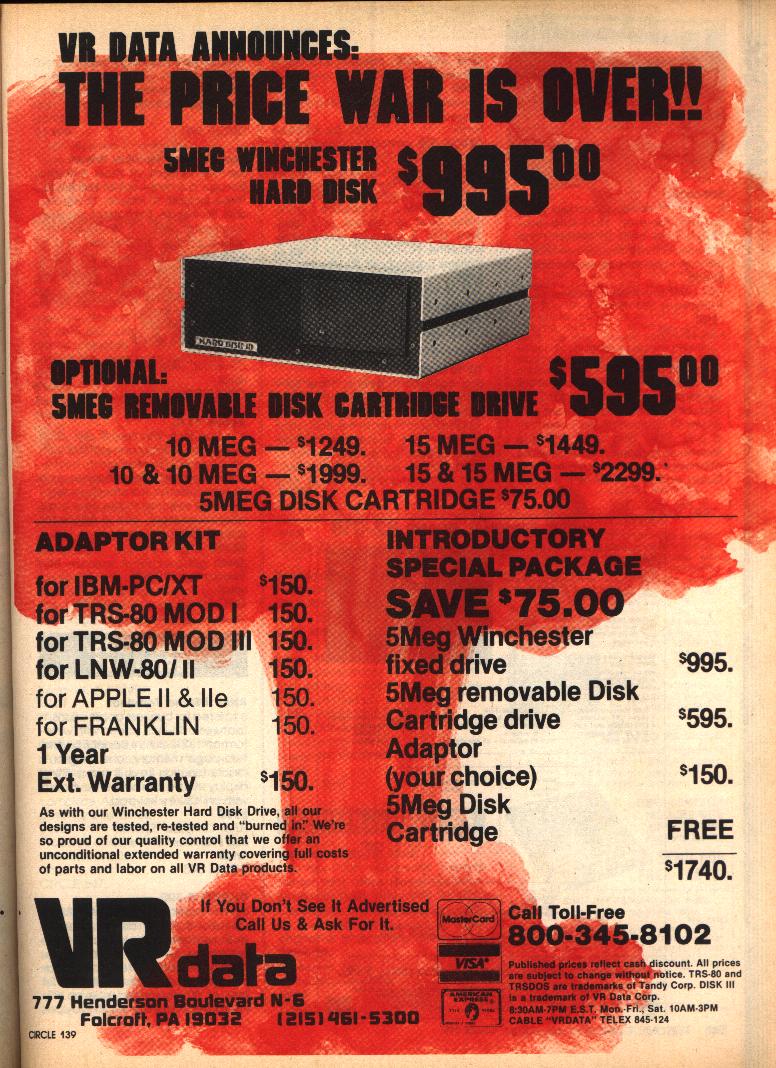 VR DATA ANNOUNCES:
THE PRICE WAR IS OVER!!
5MEG WINCHESTER
HARD DISK $99500
HARD DISK III
OPTIONAL:
5MEG REMOVABLE DISK CARTRIDGE DRIVE $59500
10 MEG — $1249. 15 MEG — $1449.
10 & 10 MEG — $1999. 15 & 15 MEG — $2299.
5MEG DISK CARTRIDGE $75.00
ADAPTOR KIT
for IBM-PC/XT $150.
for TRS-80 MOD I 150.
for TRS-80 MOD III 150.
for LNW-80/ II 150.
for APPLE II & IIe 150.
for FRANKLIN 150.
1 Year
Ext. Warranty $150.
As with our Winchester Hard Disk Drive, all our
designs are tested, re-tested and “burned in.” We’re
so proud of our quality control that we offer an
unconditional extended warranty covering full costs
of parts and labor on all VR Data products.
INTRODUCTORY
SPECIAL PACKAGE
SAVE $75.00
5Meg Winchester
fixed drive $995.
5Meg removable Disk
Cartridge drive $595.
Adaptor
(your choice) $150.
5Meg Disk
Cartridge FREE
$1740.
VR data
If You Don't See It Advertised
Call Us & Ask For It.
777 Henderson Boulevard N-6
Folcroft, PA 19032 (215) 461-5300
CIRCLE 139
MasterCard
VISA
AMERICAN
EXPRESS
Call Toll-Free
800-345-8102
Published prices reflect cash discount. All prices
are subject to change without notice. TRS-80 and
TRSDOS are trademarks of Tandy Corp. DISK III
is a trademark of VR Data Corp.
8:30AM-7PM E.S.T. Mon.-Fri., Sat. 10AM-3PM
CABLE "VRDATA" TELEX 845-124